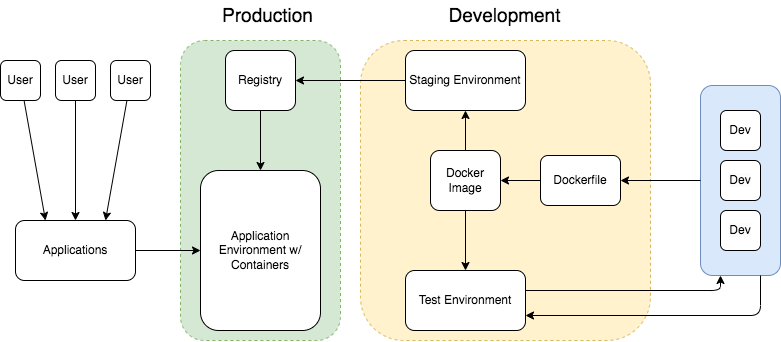 Production
Development
User
User
User
Registry
Staging Environment
Dev
Docker
Image
Dockerfile
Dev
Applications
Application
Environment w/
Containers
Dev
Test Environment